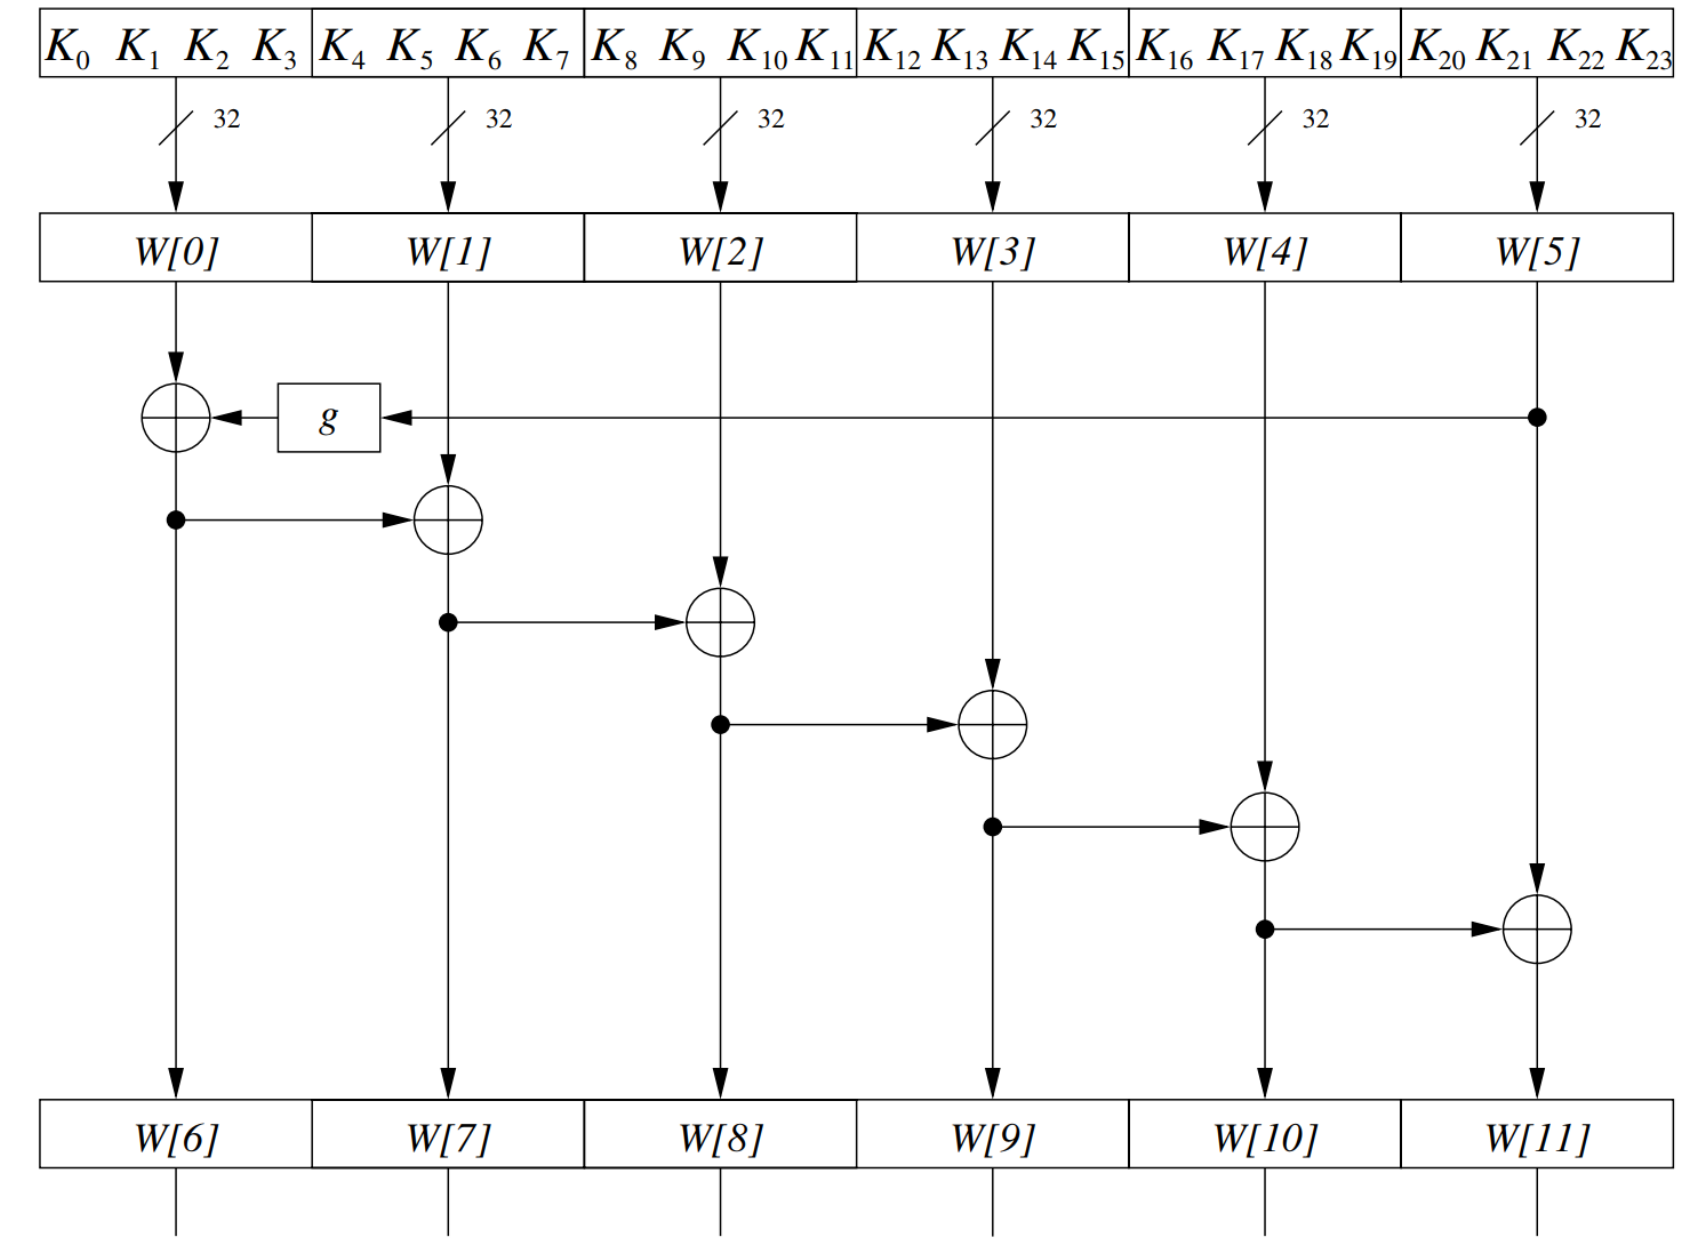 K₀ K₁ K₂ K₃ K₄ K₅ K₆ K₇ K₈ K₉ K₁₀ K₁₁ K₁₂ K₁₃ K₁₄ K₁₅ K₁₆ K₁₇ K₁₈ K₁₉ K₂₀ K₂₁ K₂₂ K₂₃
32 32 32 32 32 32
W[0] W[1] W[2] W[3] W[4] W[5]
g
W[6] W[7] W[8] W[9] W[10] W[11]